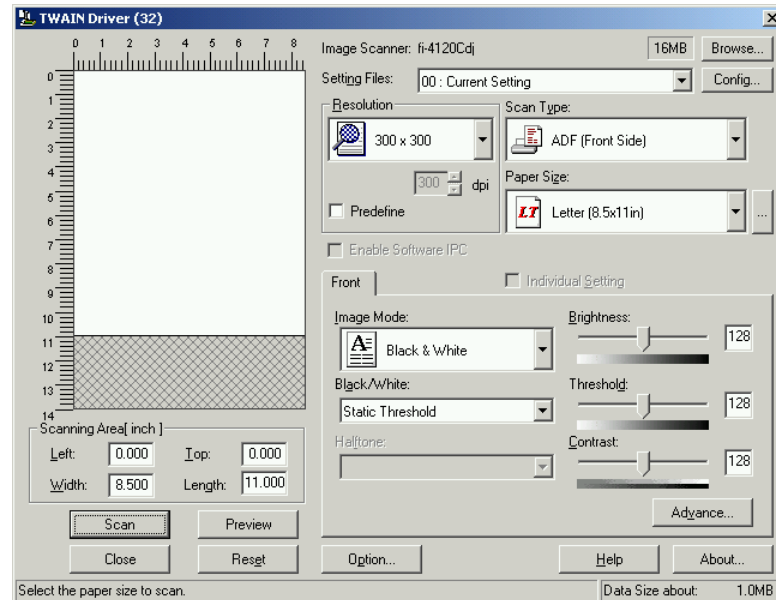 TWAIN Driver (32)
0 1 2 3 4 5 6 7 8
0
1
2
3
4
5
6
7
8
9
10
11
12
13
14
Image Scanner: fi-4120Cdj
16MB
Browse...
Setting Files:
00 : Current Setting
Config...
Resolution
300 x 300
300
dpi
Predefine
Scan Type:
ADF (Front Side)
Paper Size:
LT
Letter (8.5x11in)
...
Enable Software IPC
Front
Individual Setting
Image Mode:
A
Black & White
Black/White:
Static Threshold
Halftone:
Brightness:
128
Threshold:
128
Contrast:
128
Advance...
Scanning Area[ inch ]
Left: 0.000 Top: 0.000
Width: 8.500 Length: 11.000
Scan
Preview
Close
Reset
Option...
Help
About...
Select the paper size to scan.
Data Size about: 1.0MB